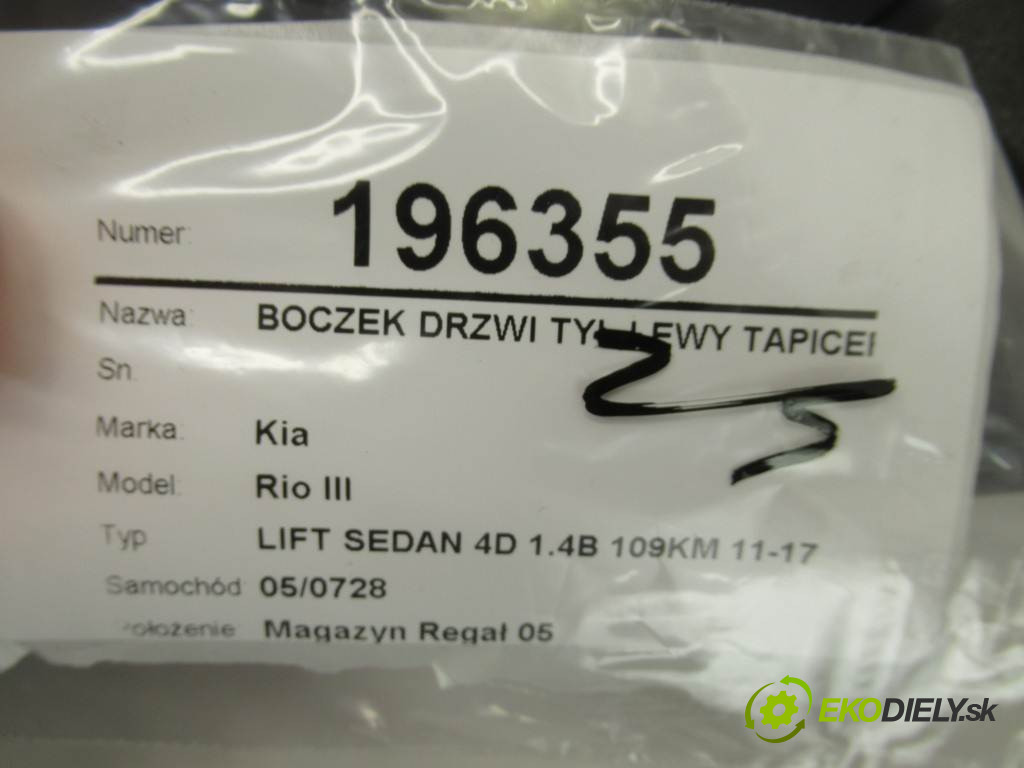 Numer: 196355
Nazwa: BOCZEK DRZWI TYŁ LEWY TAPICER
Sn.
Marka: Kia
Model: Rio III
Typ LIFT SEDAN 4D 1.4B 109KM 11-17
Samochód: 05/0728
ołożenie: Magazyn Regał 05
EKODIELY.sk